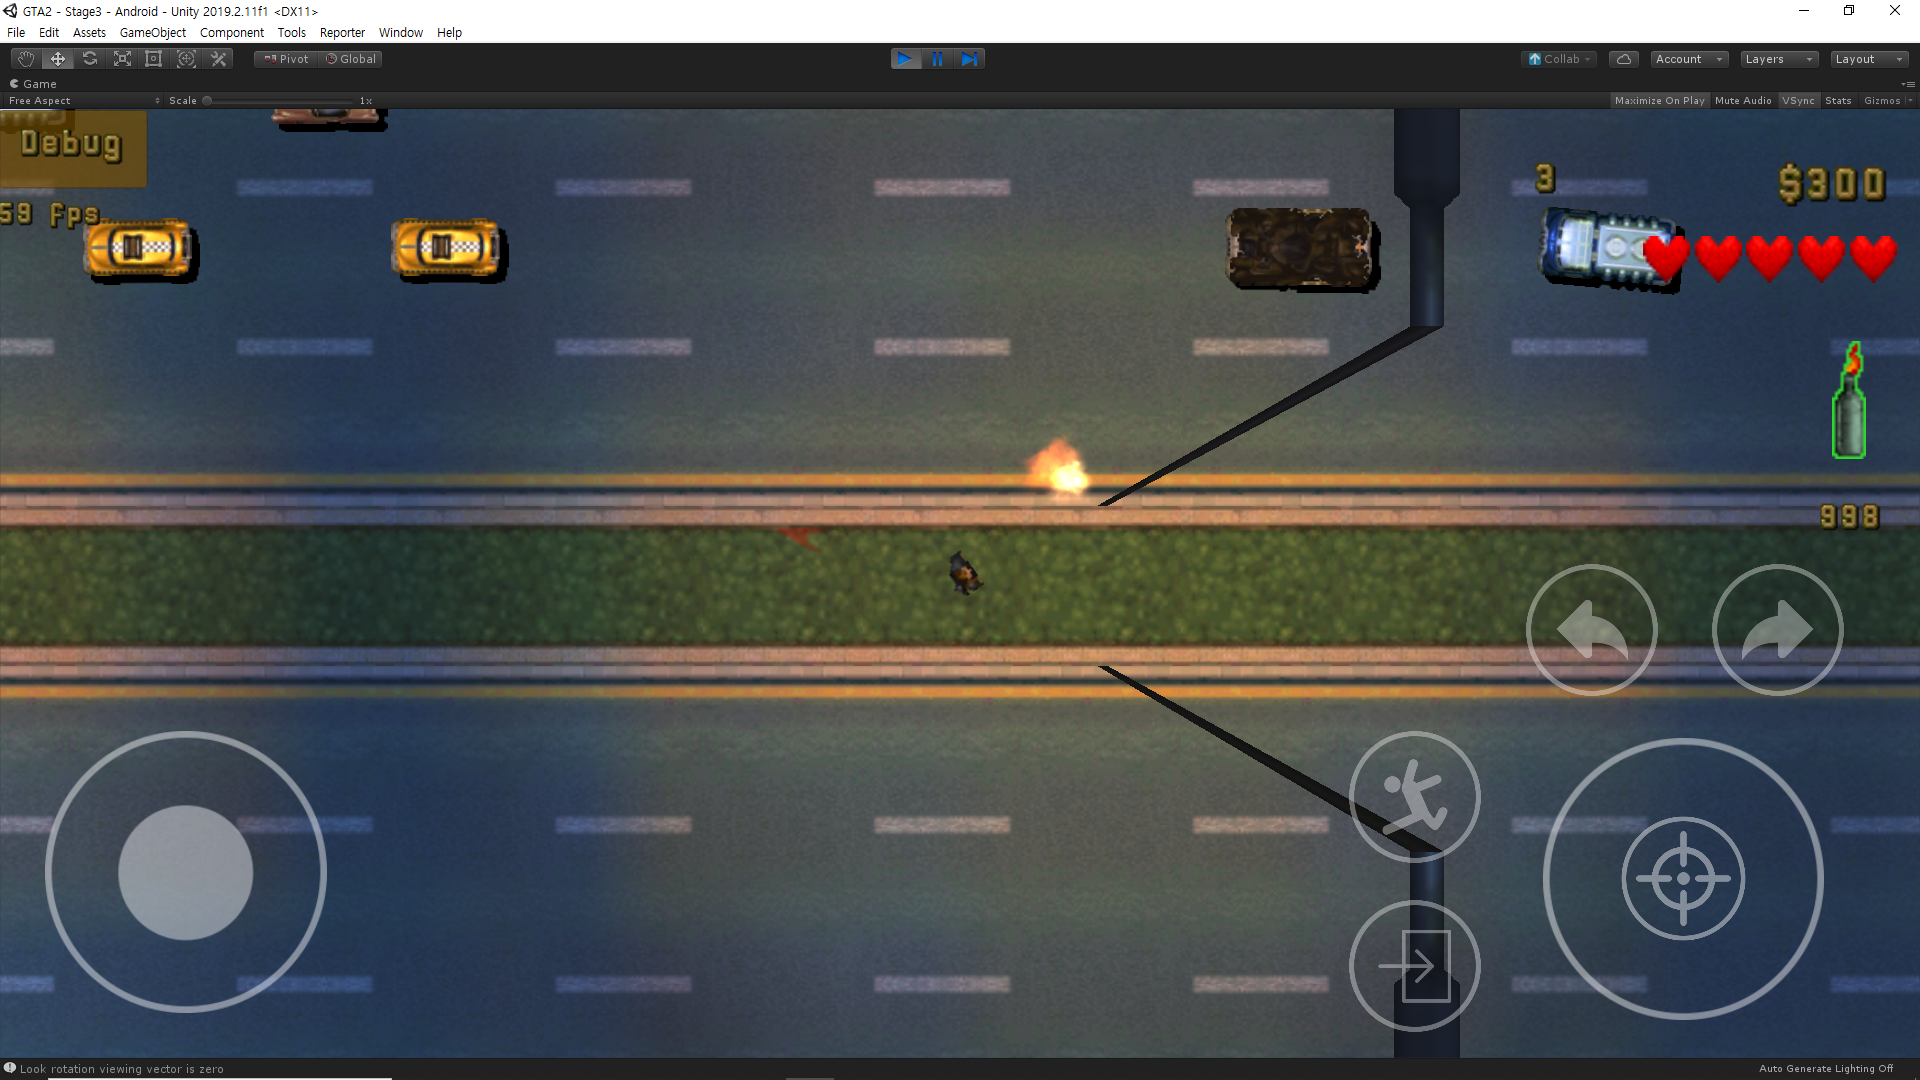 GTA2 - Stage3 - Android - Unity 2019.2.11f1 <DX11>
File Edit Assets GameObject Component Tools Reporter Window Help
Pivot Global Collab Account Layers Layout
Game
Free Aspect Scale 1x Maximize On Play Mute Audio VSync Stats Gizmos
Debug
3 $300
59 fps
998
Look rotation viewing vector is zero Auto Generate Lighting Off